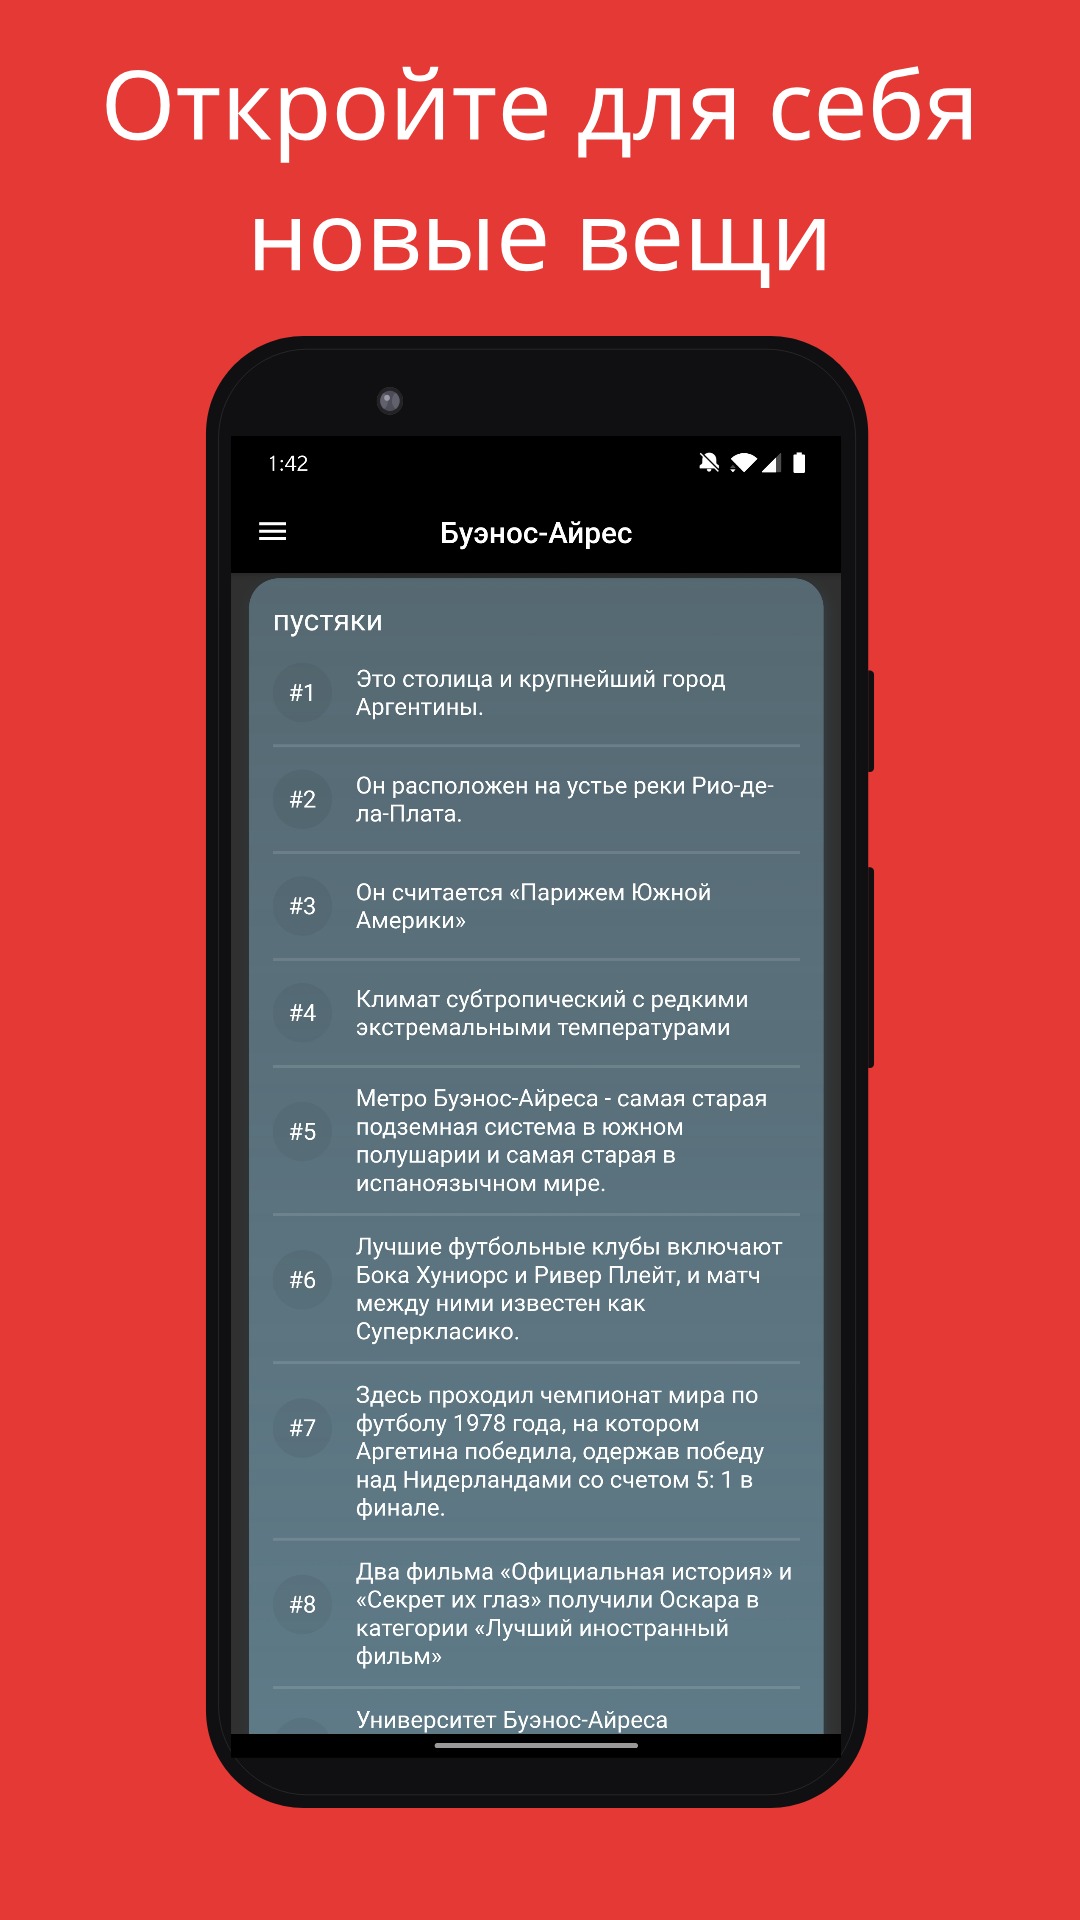 Откройте для себя
новые вещи
1:42
Буэнос-Айрес
пустяки
#1
Это столица и крупнейший город
Аргентины.
#2
Он расположен на устье реки Рио-де-
ла-Плата.
#3
Он считается «Парижем Южной
Америки»
#4
Климат субтропический с редкими
экстремальными температурами
#5
Метро Буэнос-Айреса - самая старая
подземная система в южном
полушарии и самая старая в
испаноязычном мире.
#6
Лучшие футбольные клубы включают
Бока Хуниорс и Ривер Плейт, и матч
между ними известен как
Суперкласико.
#7
Здесь проходил чемпионат мира по
футболу 1978 года, на котором
Аргетина победила, одержав победу
над Нидерландами со счетом 5: 1 в
финале.
#8
Два фильма «Официальная история» и
«Секрет их глаз» получили Оскара в
категории «Лучший иностранный
фильм»
Университет Буэнос-Айреса